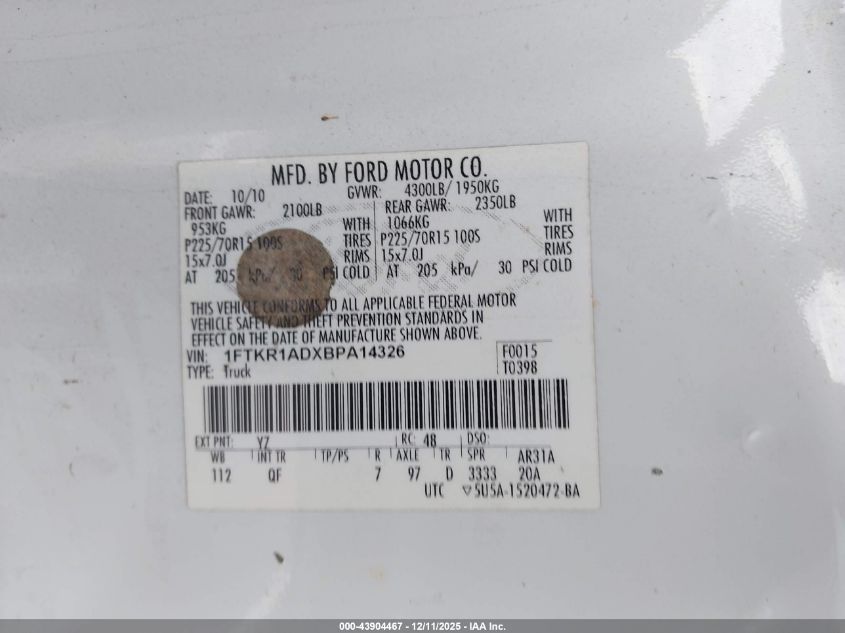 MFD. BY FORD MOTOR CO.
DATE: 10/10 GVWR: 4300LB/ 1950KG
FRONT GAWR: 2100LB REAR GAWR: 2350LB
953KG WITH 1066KG WITH
P225/70R15 100S TIRES P225/70R15 100S TIRES
15x7.0J RIMS 15x7.0J RIMS
AT 205 kPa/ 30 PSI COLD AT 205 kPa/ 30 PSI COLD
THIS VEHICLE CONFORMS TO ALL APPLICABLE FEDERAL MOTOR
VEHICLE SAFETY AND THEFT PREVENTION STANDARDS IN
EFFECT ON THE DATE OF MANUFACTURE SHOWN ABOVE.
VIN: 1FTKR1ADXBPA14326 F0015
TYPE: Truck T0398
EXT PNT: YZ RC: 48 DSO:
WB INT TR TP/PS R AXLE TR SPR AR31A
112 QF 7 97 D 3333 20A
UTC ▽5U5A-1520472-BA
000-43904467 - 12/11/2025 - IAA Inc.